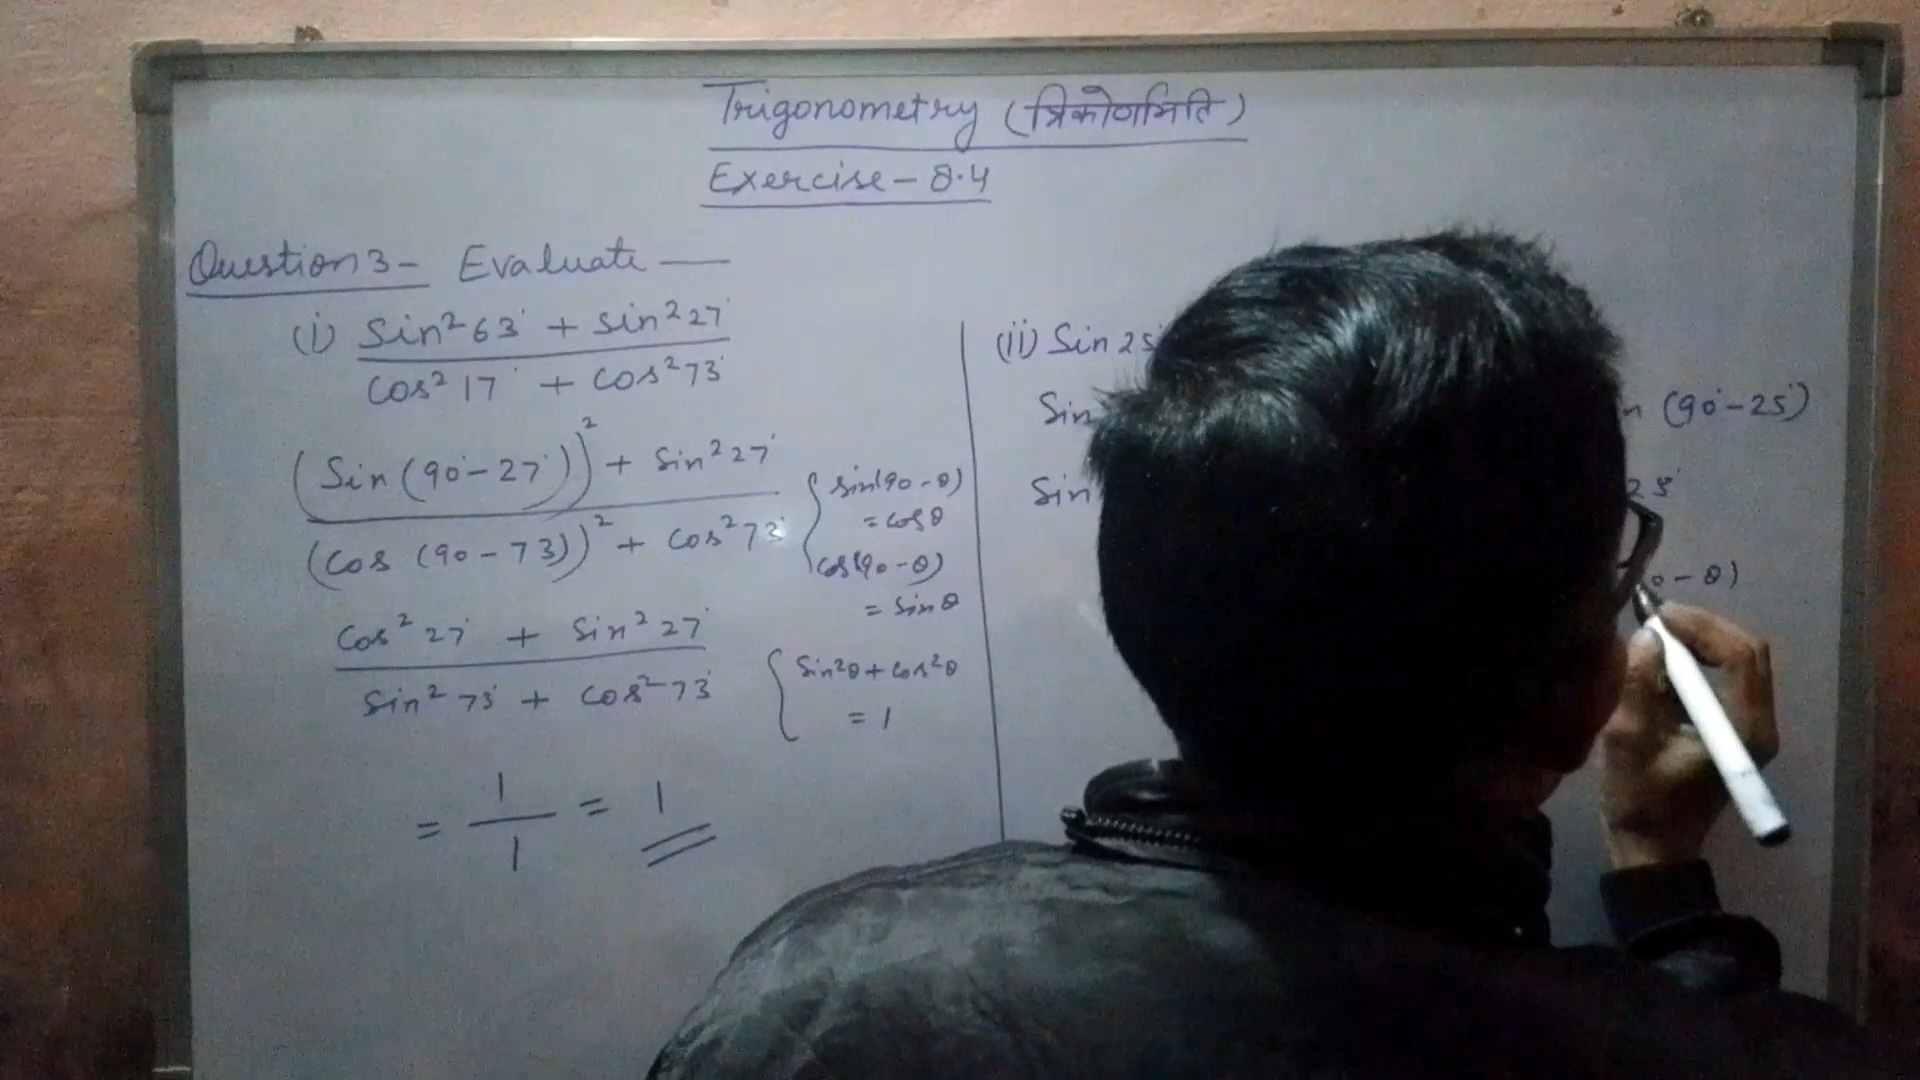 Trigonometry (त्रिकोणमिति)
Exercise - 8.4
Question 3 - Evaluate —
(i) Sin² 63° + Sin² 27°
Cos² 17° + Cos² 73°
(Sin (90° - 27°))² + Sin² 27°
(Cos (90 - 73))² + Cos² 73°
{ Sin(90 - θ)
= Cos θ
Cos(90 - θ)
= Sin θ
Cos² 27° + Sin² 27°
Sin² 73° + Cos² 73°
{ Sin²θ + Cos²θ
= 1
= 1/1 = 1
(ii) Sin 25°
Sin (90° - 25°)
Sin 25°
- θ)